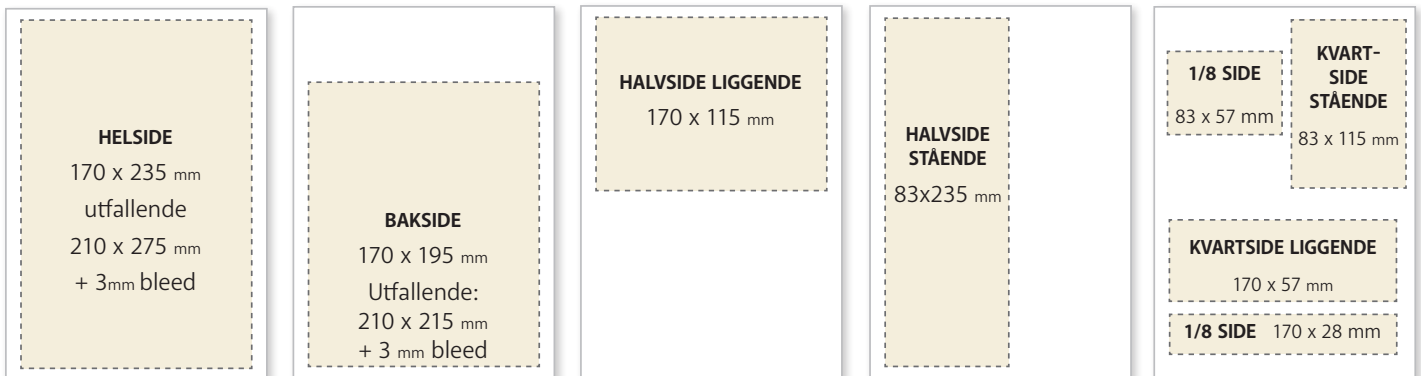 HELSIDE
170 x 235 mm
utfallende
210 x 275 mm
+ 3mm bleed
BAKSIDE
170 x 195 mm
Utfallende:
210 x 215 mm
+ 3 mm bleed
HALVSIDE LIGGENDE
170 x 115 mm
HALVSIDE
STÅENDE
83x235 mm
1/8 SIDE
83 x 57 mm
KVART-
SIDE
STÅENDE
83 x 115 mm
KVARTSIDE LIGGENDE
170 x 57 mm
1/8 SIDE 170 x 28 mm